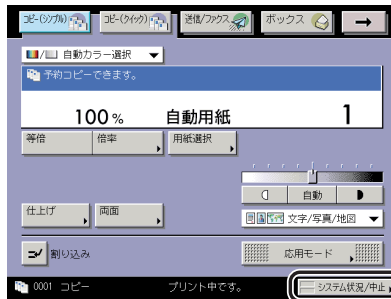 コピー(シンプル) コピー(クイック) 送信/ファクス ボックス
自動カラー選択
予約コピーできます。
100 % 自動用紙 1
等倍 倍率 用紙選択
自動
仕上げ 両面 文字/写真/地図
割り込み 応用モード
0001 コピー プリント中です。 システム状況/中止